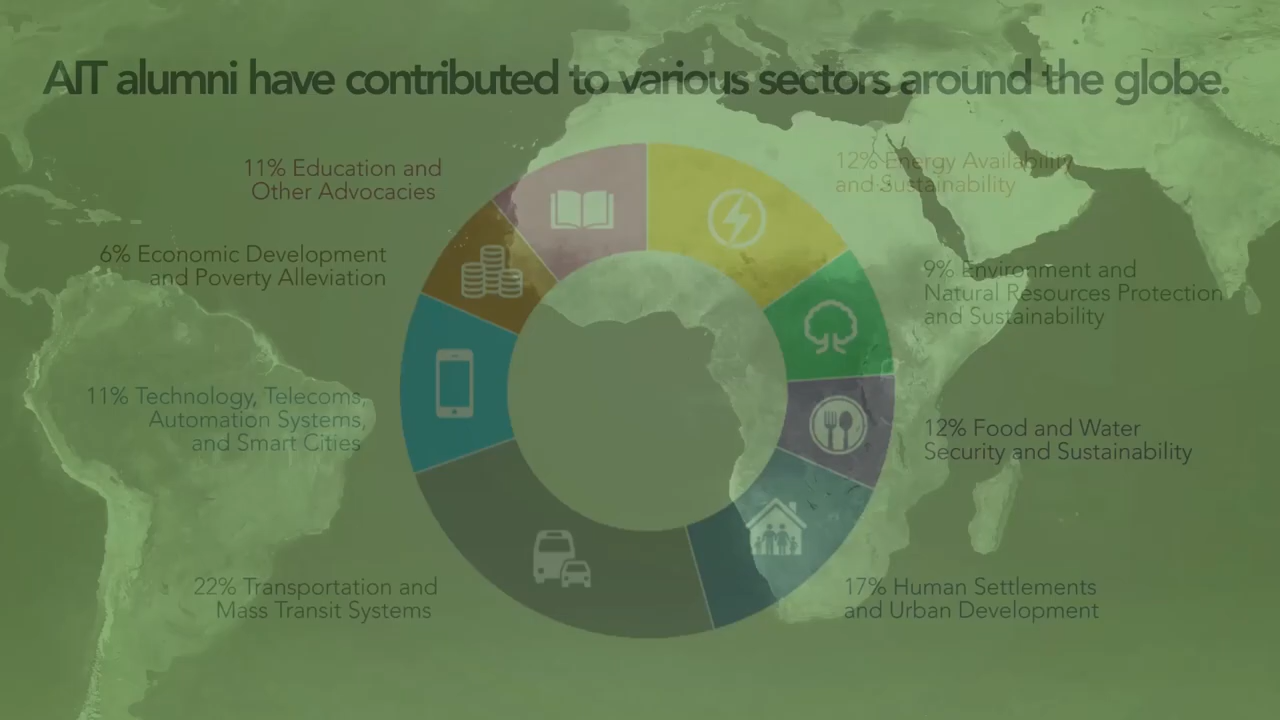 AIT alumni have contributed to various sectors around the globe.
11% Education and
Other Advocacies
12% Energy Availability
and Sustainability
6% Economic Development
and Poverty Alleviation
9% Environment and
Natural Resources Protection
and Sustainability
11% Technology, Telecoms,
Automation Systems,
and Smart Cities
12% Food and Water
Security and Sustainability
22% Transportation and
Mass Transit Systems
17% Human Settlements
and Urban Development